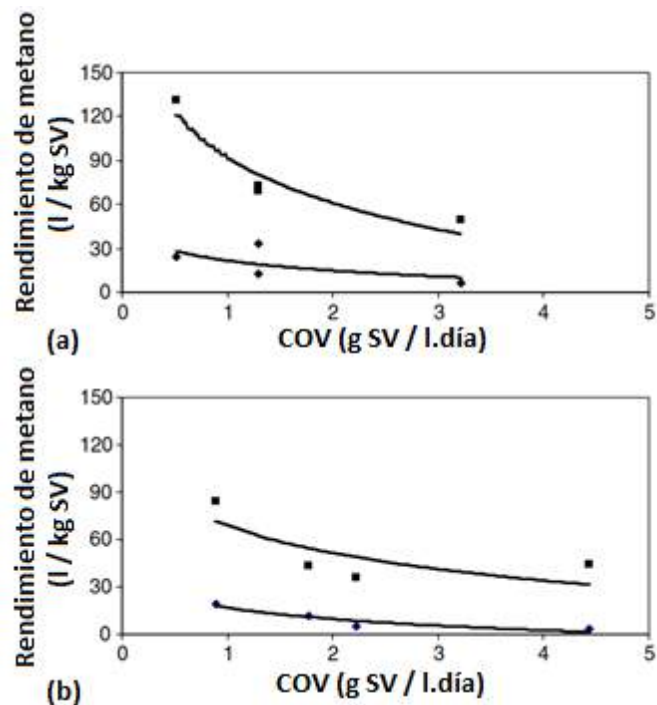 Rendimiento de metano
(l / kg SV)
150
120
90
60
30
0
0 1 2 3 4 5
(a)
COV (g SV / l.día)
Rendimiento de metano
(l / kg SV)
150
120
90
60
30
0
0 1 2 3 4 5
(b)
COV (g SV / l.día)